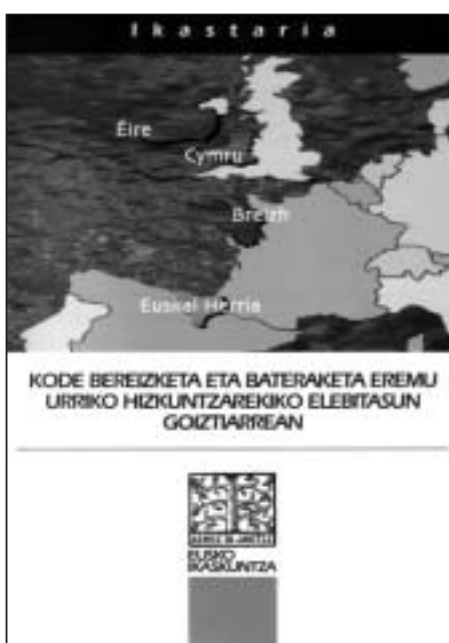 Ikastaria
Éire
Cymru
Breizh
Euskal Herria
KODE BEREIZKETA ETA BATERAKETA EREMU
URRIKO HIZKUNTZAREKIKO ELEBITASUN
GOIZTIARREAN
EUSKO
IKASKUNTZA